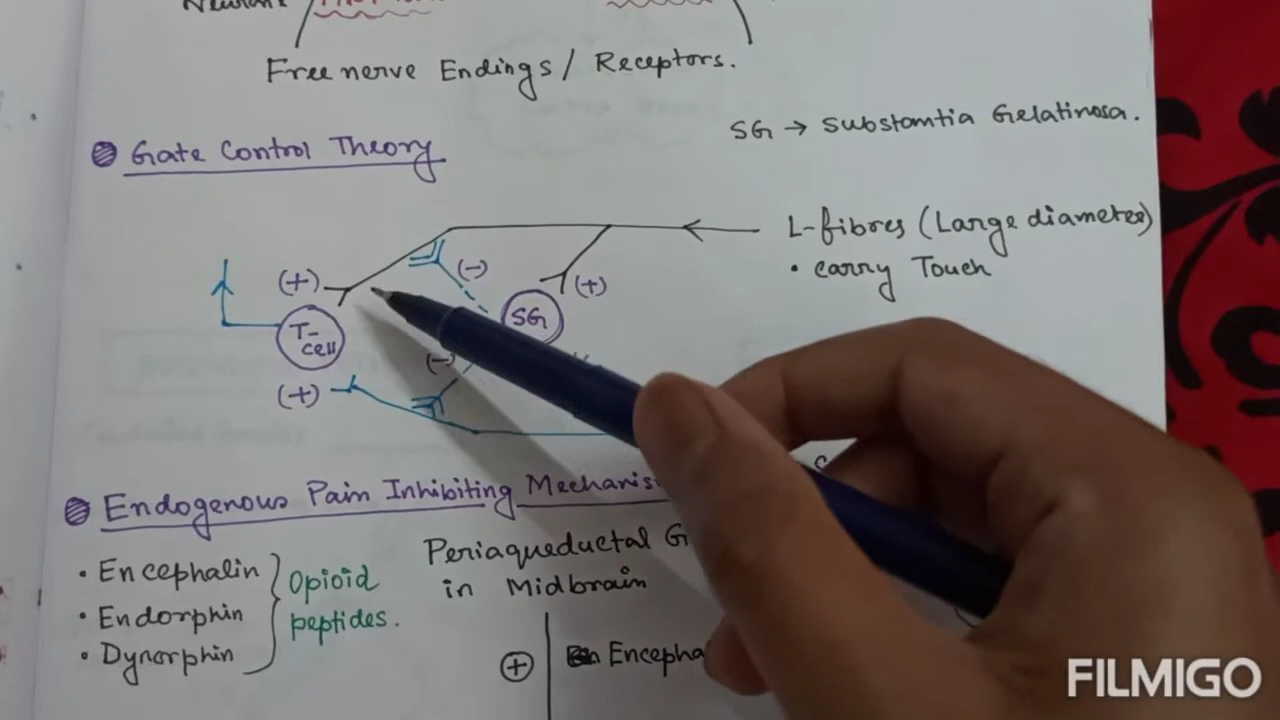 Free nerve Endings / Receptors.
SG → Substantia Gelatinosa.
Gate Control Theory
L-fibres (Large diameter)
• carry Touch
(+)
(-)
(+)
SG
T-cell
(-)
(+)
Endogenous Pain Inhibiting
• Encephalin
• Endorphin
• Dynorphin
Opioid
peptides.
Periaqueductal
in Midbrain
+
FILMIGO